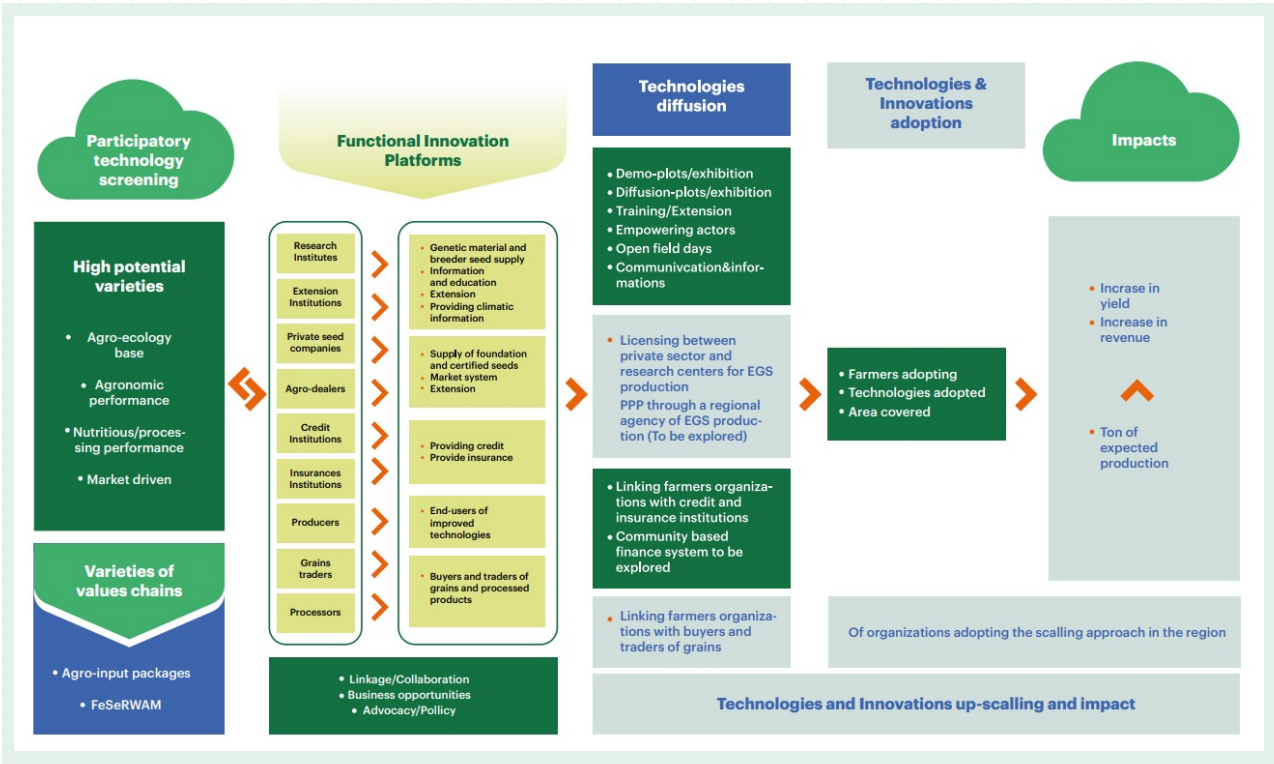 Participatory
technology
screening
High potential
varieties
• Agro-ecology
base
• Agronomic
performance
• Nutritious/proces-
sing performance
• Market driven
Varieties of
values chains
• Agro-input packages
• FeSeRWAM
Functional Innovation
Platforms
Research
Institutes
Extension
Institutions
Private seed
companies
Agro-dealers
Credit
Institutions
Insurances
Institutions
Producers
Grains
traders
Processors
• Genetic material and
breeder seed supply
• Information
and education
• Extension
• Providing climatic
information
• Supply of foundation
and certified seeds
• Market system
• Extension
• Providing credit
• Provide insurance
• End-users of
improved
technologies
• Buyers and traders of
grains and processed
products
• Linkage/Collaboration
• Business opportunities
• Advocacy/Pollicy
Technologies
diffusion
• Demo-plots/exhibition
• Diffusion-plots/exhibition
• Training/Extension
• Empowering actors
• Open field days
• Communivcation&infor-
mations
• Licensing between
private sector and
research centers for EGS
production
PPP through a regional
agency of EGS produc-
tion (To be explored)
• Linking farmers organiza-
tions with credit and
insurance institutions
• Community based
finance system to be
explored
• Linking farmers organiza-
tions with buyers and
traders of grains
Technologies &
Innovations
adoption
• Farmers adopting
• Technologies adopted
• Area covered
Impacts
• Incrase in
yield
• Increase in
revenue
• Ton of
expected
production
Of organizations adopting the scalling approach in the region
Technologies and Innovations up-scalling and impact